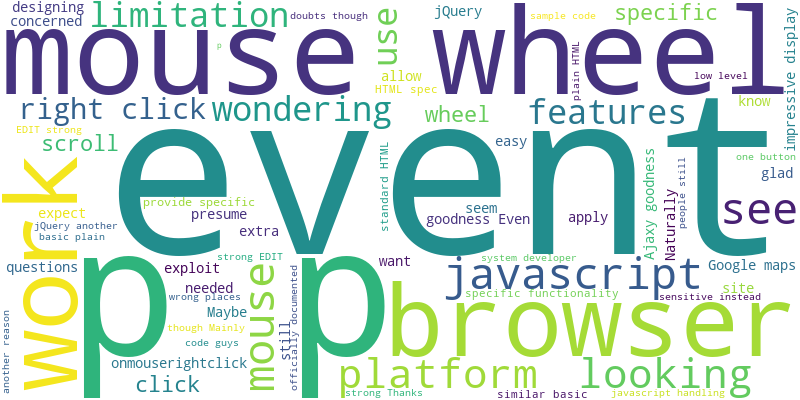 designing
concerned
limitation
doubts though
use
jQuery
sample code
specific
impressive display
mouse wheel
p
allow
HTML spec
plain HTML
low level
right click
wondering
wheel
features
know
EDIT strong
scroll
event
standard HTML
easy
Ajaxy goodness
people still
one button
glad
work
expect
provide specific
presume
seem
goodness Even
apply
Naturally
see
jQuery another
basic plain
extra
questions
strong EDIT
p p
want
system developer
javascript
Google maps
exploit
needed
wrong places
mouse
officially documented
still
specific functionality
sensitive instead
site
another reason
Maybe
though Mainly
code guys
browser
onmouserightclick
click
platform
looking
strong Thanks
similar basic
javascript handling